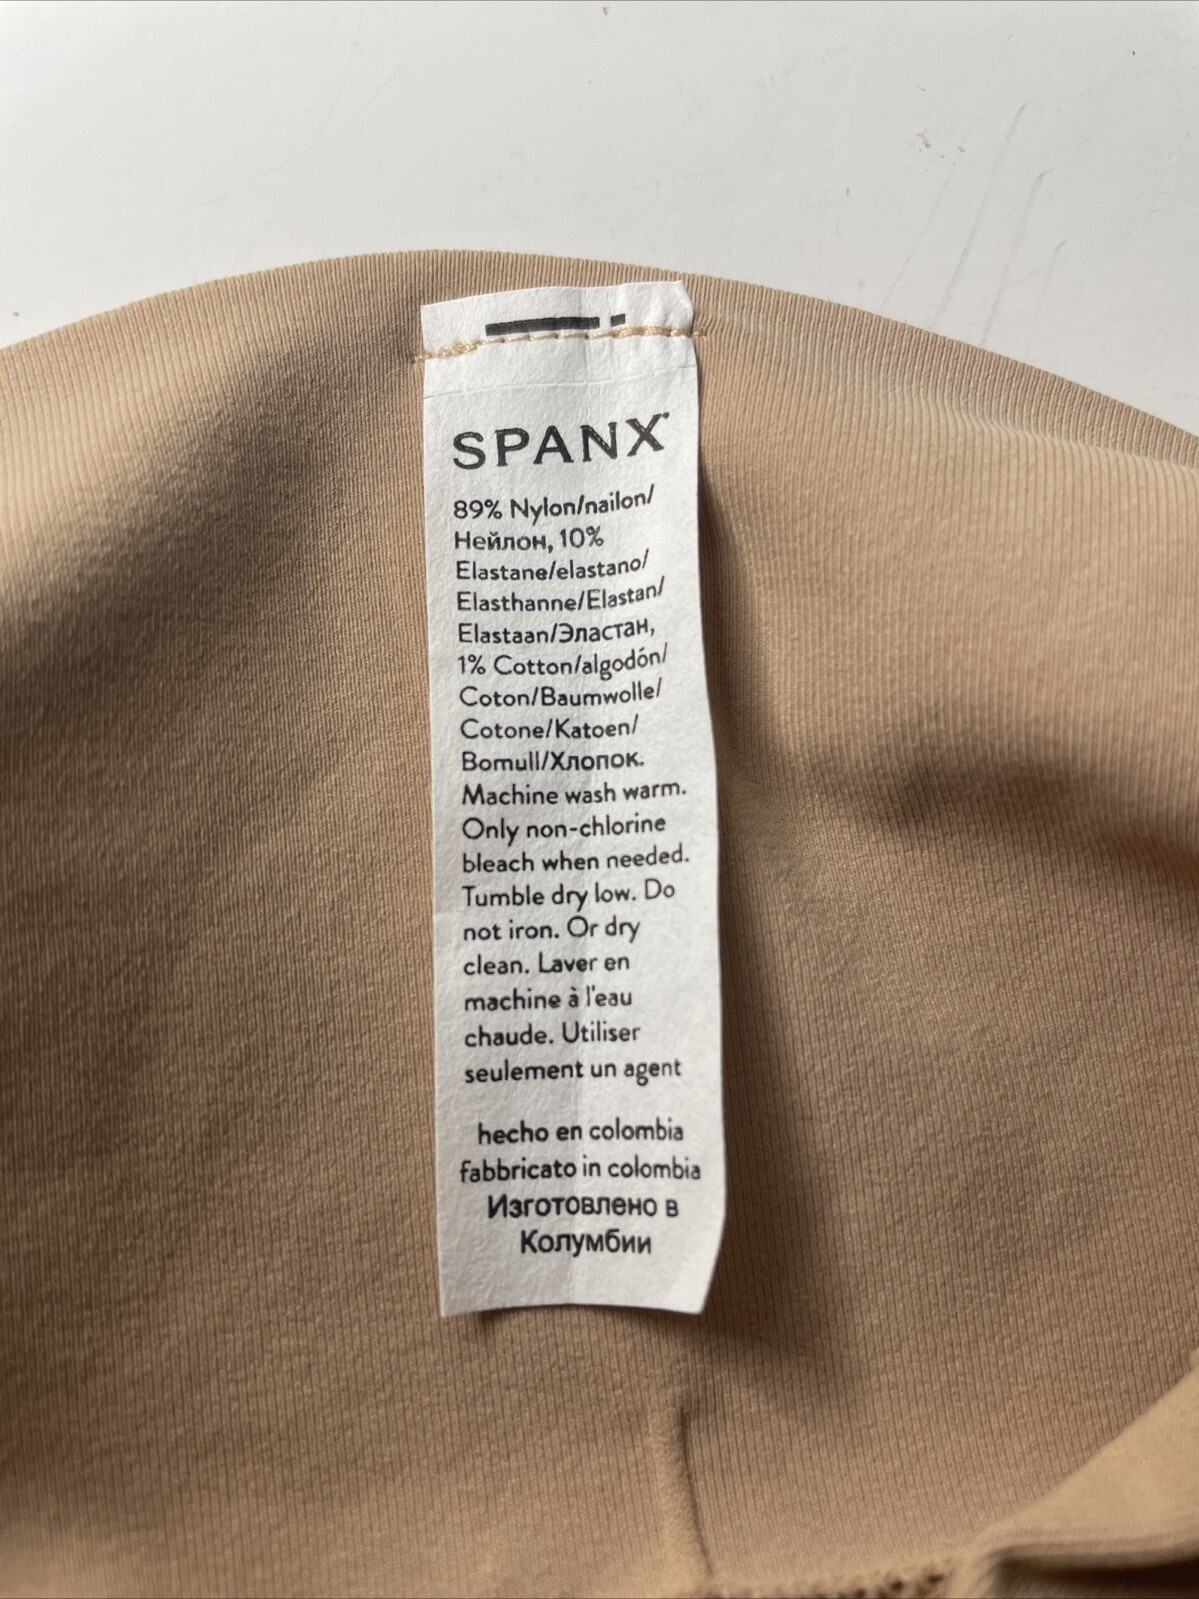 SPANX
89% Nylon/nailon/
Нейлон, 10%
Elastane/elastano/
Elasthanne/Elastan/
Elastaan/Эластан,
1% Cotton/algodón/
Coton/Baumwolle/
Cotone/Katoen/
Bomull/Хлопок.
Machine wash warm.
Only non-chlorine
bleach when needed.
Tumble dry low. Do
not iron. Or dry
clean. Laver en
machine à l'eau
chaude. Utiliser
seulement un agent
hecho en colombia
fabbricato in colombia
Изготовлено в
Колумбии